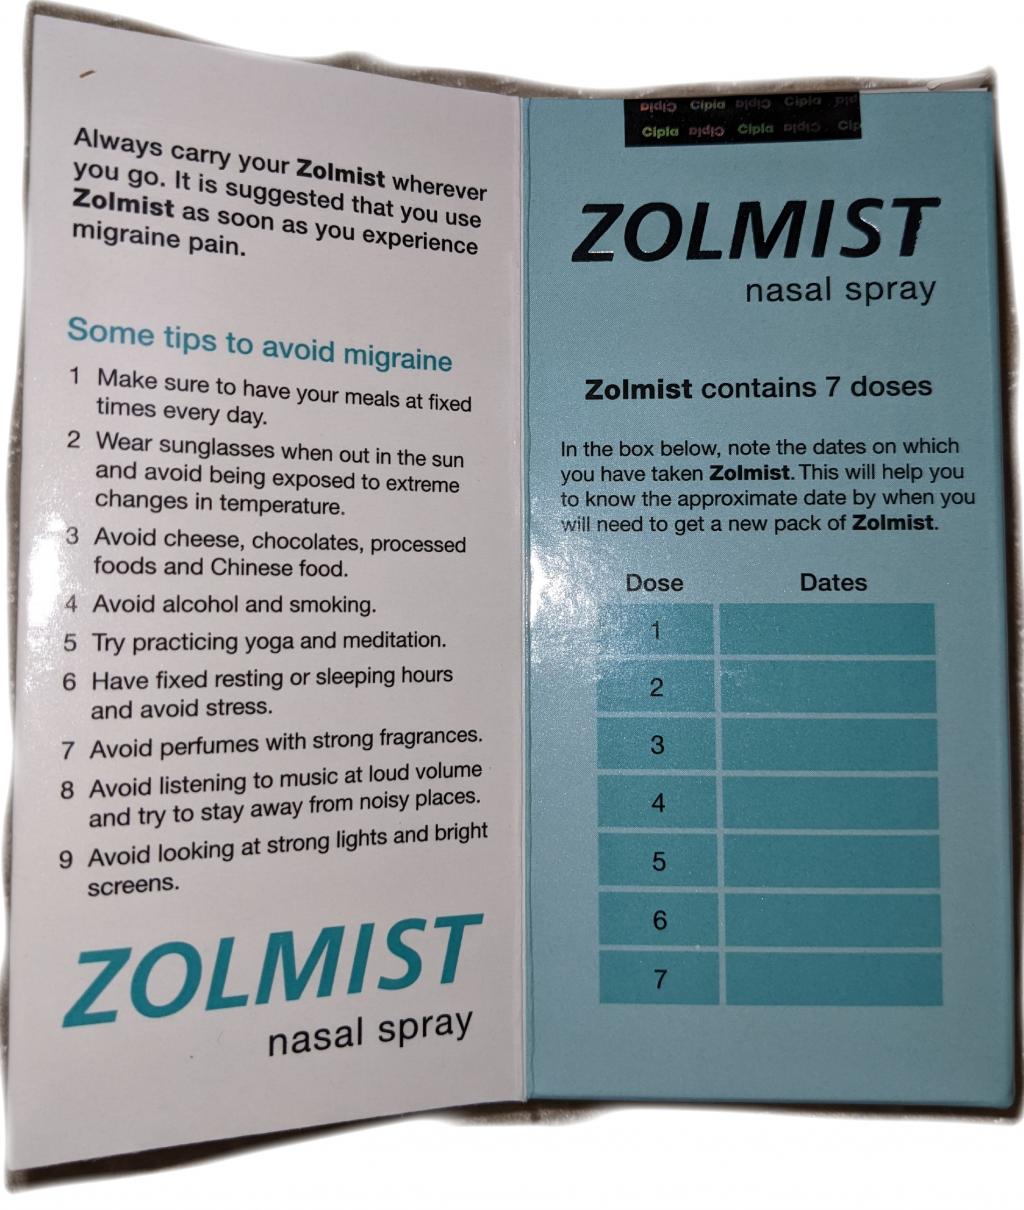 Always carry your Zolmist wherever
you go. It is suggested that you use
Zolmist as soon as you experience
migraine pain.
Some tips to avoid migraine
1 Make sure to have your meals at fixed
times every day.
2 Wear sunglasses when out in the sun
and avoid being exposed to extreme
changes in temperature.
3 Avoid cheese, chocolates, processed
foods and Chinese food.
4 Avoid alcohol and smoking.
5 Try practicing yoga and meditation.
6 Have fixed resting or sleeping hours
and avoid stress.
7 Avoid perfumes with strong fragrances.
8 Avoid listening to music at loud volume
and try to stay away from noisy places.
9 Avoid looking at strong lights and bright
screens.
ZOLMIST
nasal spray
Cipla Cipla Cipla Cipla Cip
Cipla Cipla Cipla Cipla Cip
ZOLMIST
nasal spray
Zolmist contains 7 doses
In the box below, note the dates on which
you have taken Zolmist. This will help you
to know the approximate date by when you
will need to get a new pack of Zolmist.
Dose Dates
1
2
3
4
5
6
7